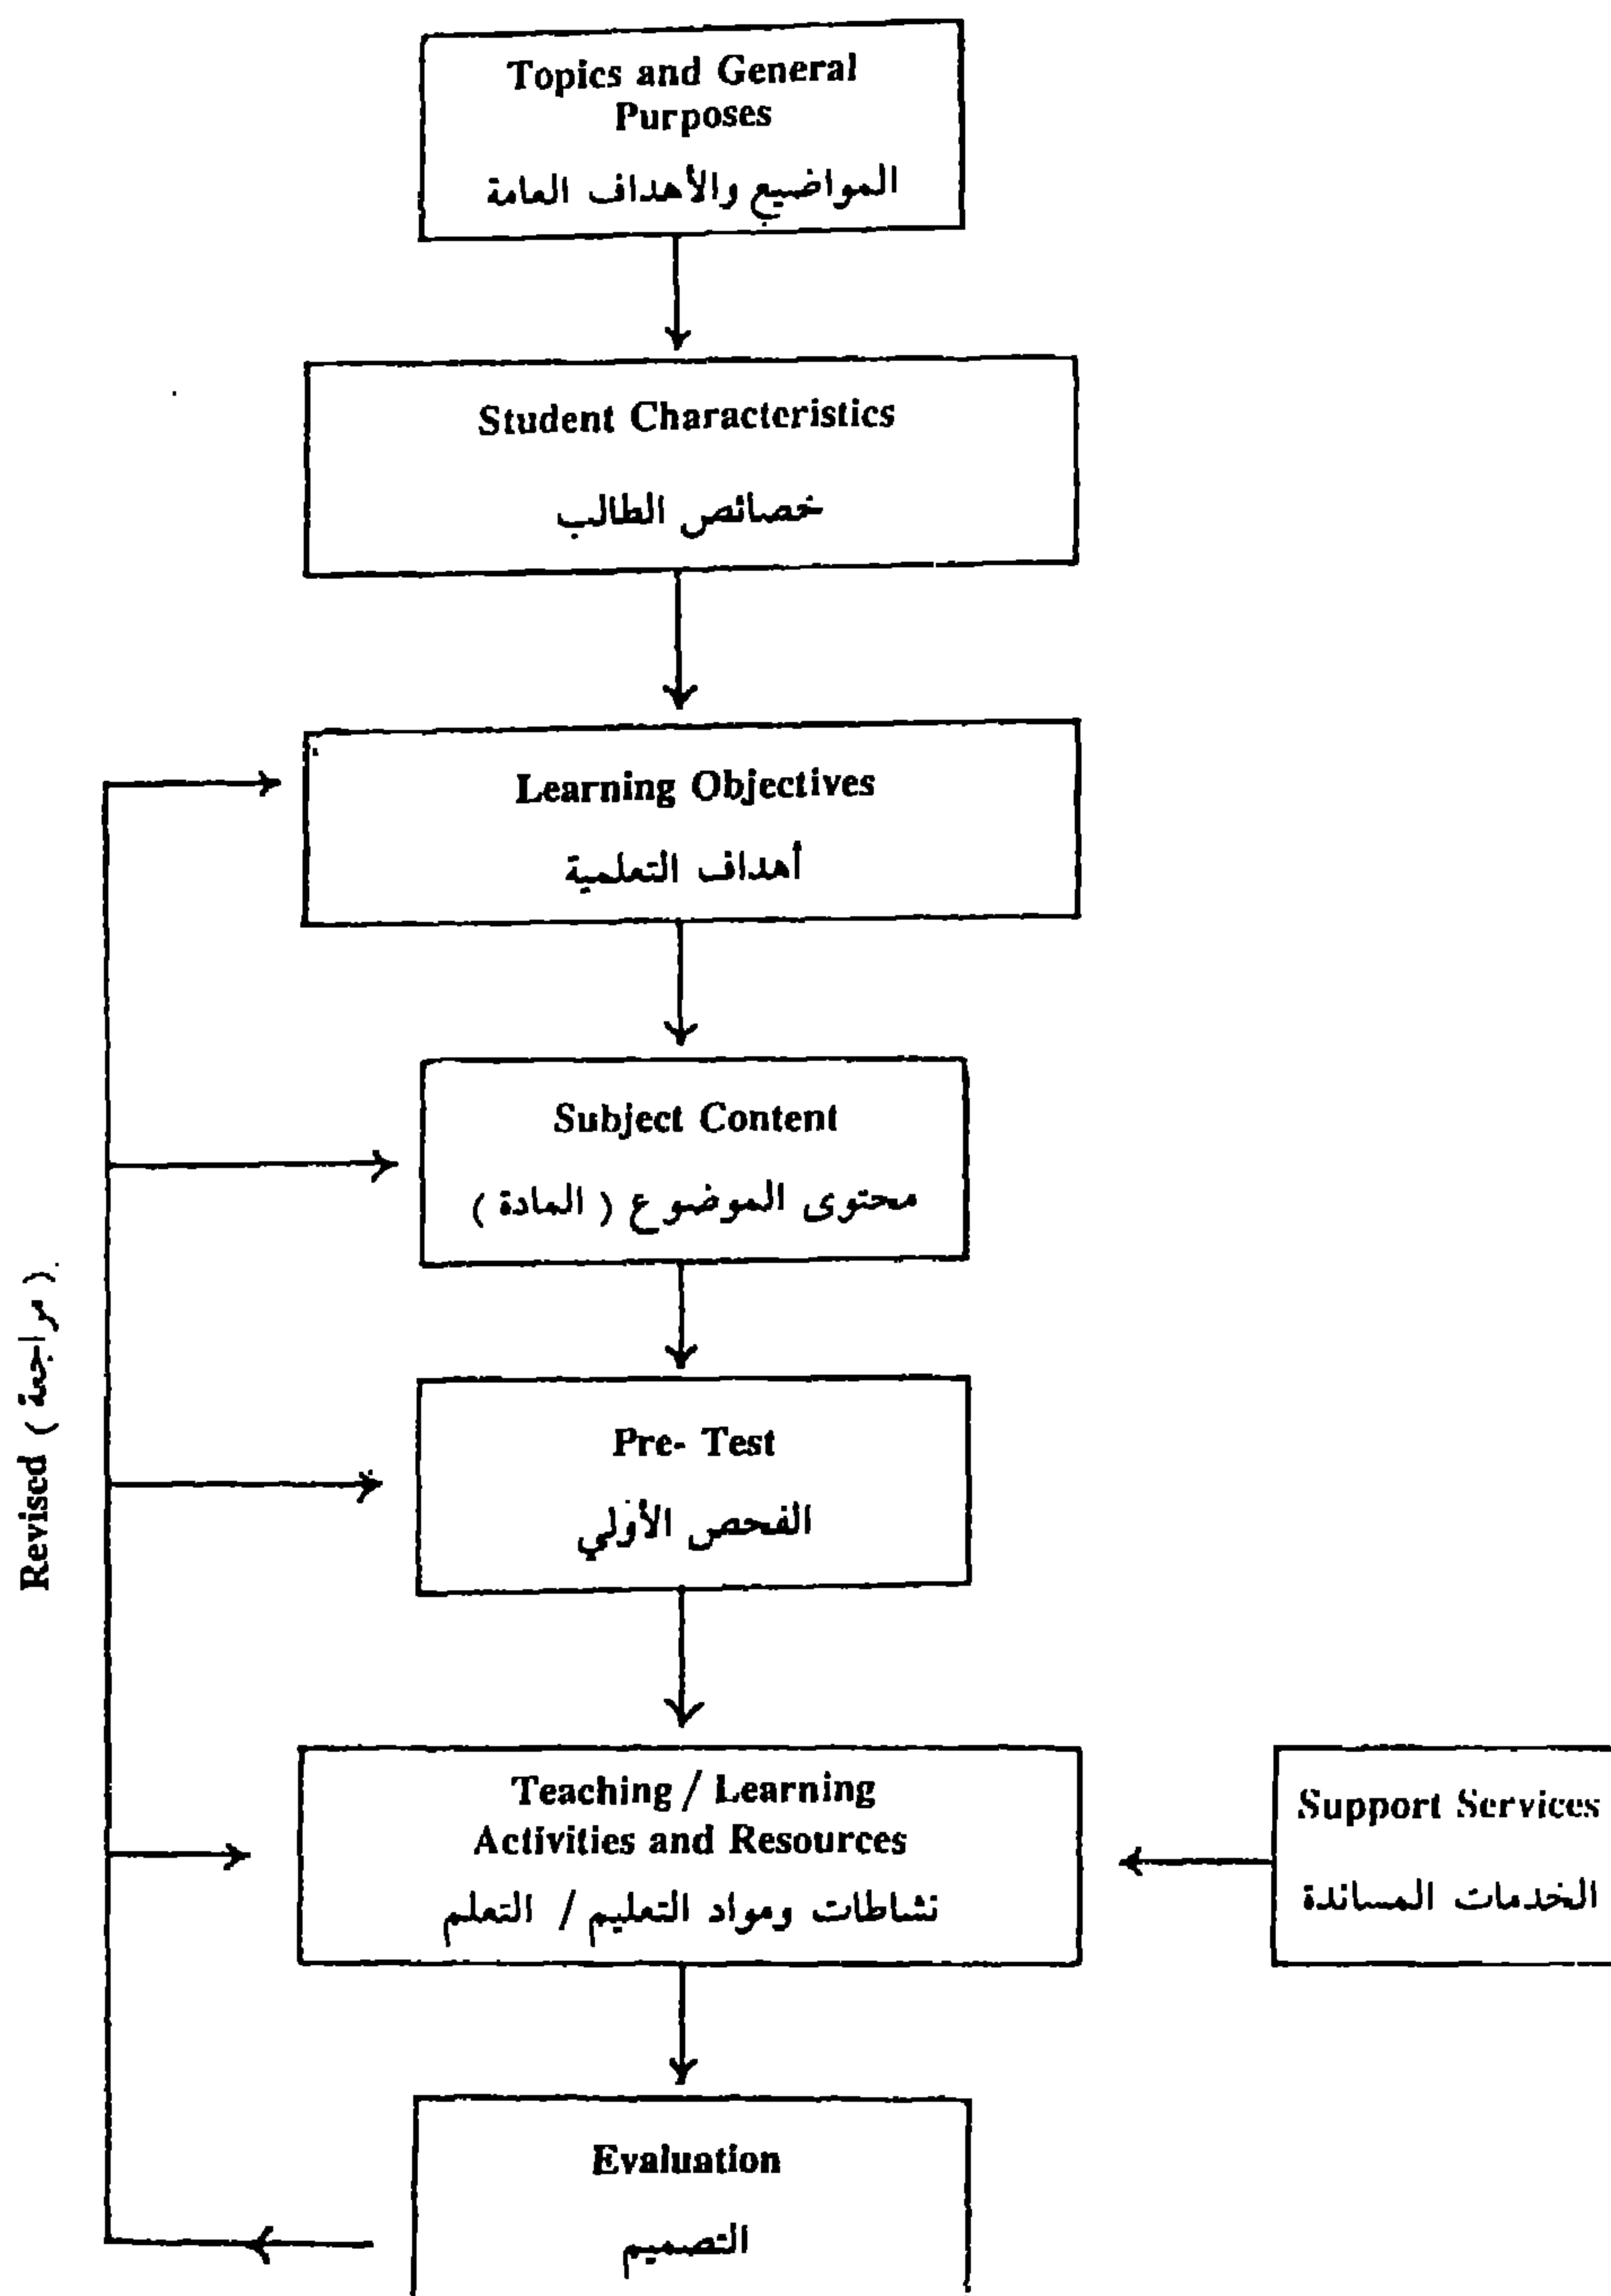 Topics and General
Purposes
المواضيع والأهداف العامة
Student Characteristics
خصائص الطالب
Learning Objectives
أهداف التعلمية
Subject Content
محتوى الموضوع ( المادة )
Pre- Test
الفحص الأولي
Revised ( مراجعة )
Teaching / Learning
Activities and Resources
نشاطات ومواد التعليم / التعلم
Support Services
الخدمات المساندة
Evaluation
التصميم